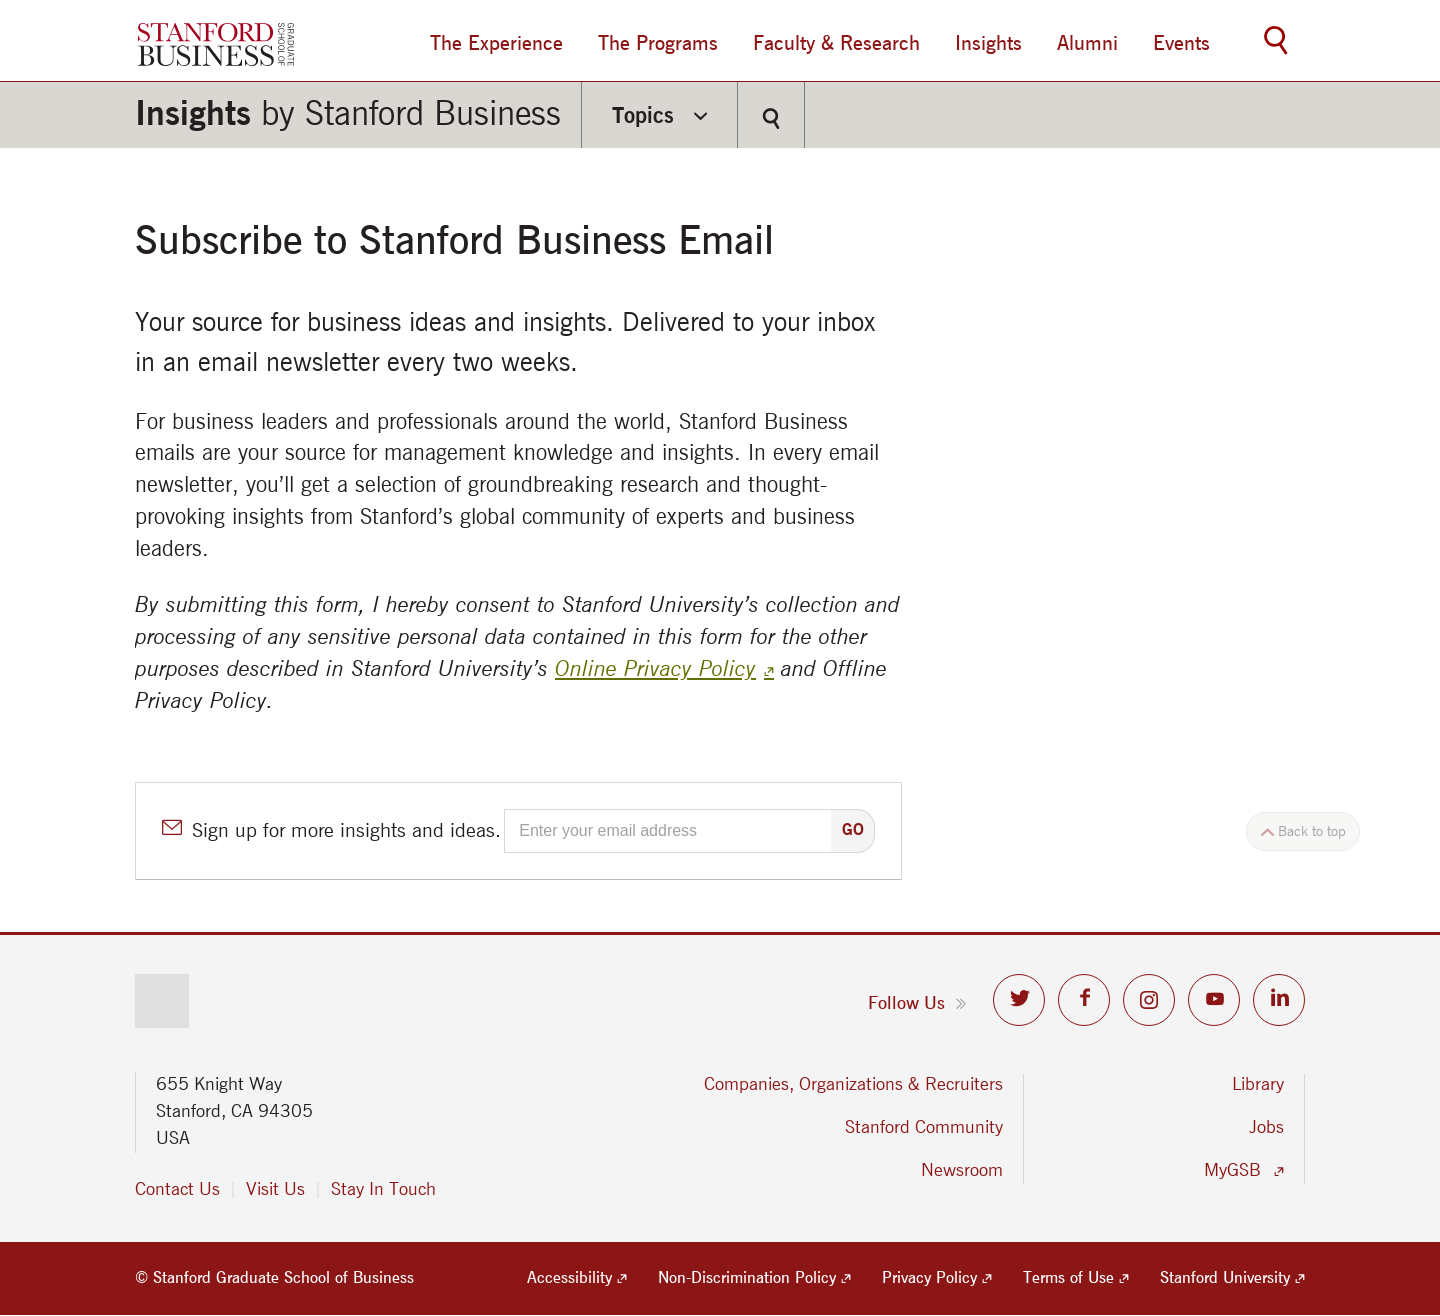 STANFORD
BUSINESS
GRADUATE
SCHOOL OF
The Experience
The Programs
Faculty & Research
Insights
Alumni
Events
Insights by Stanford Business
Topics
Subscribe to Stanford Business Email
Your source for business ideas and insights. Delivered to your inbox
in an email newsletter every two weeks.
For business leaders and professionals around the world, Stanford Business
emails are your source for management knowledge and insights. In every email
newsletter, you’ll get a selection of groundbreaking research and thought-
provoking insights from Stanford’s global community of experts and business
leaders.
By submitting this form, I hereby consent to Stanford University’s collection and
processing of any sensitive personal data contained in this form for the other
purposes described in Stanford University’s Online Privacy Policy and Offline
Privacy Policy.
Sign up for more insights and ideas.
Enter your email address
GO
Back to top
Follow Us
655 Knight Way
Stanford, CA 94305
USA
Contact Us
Visit Us
Stay In Touch
Companies, Organizations & Recruiters
Stanford Community
Newsroom
Library
Jobs
MyGSB
© Stanford Graduate School of Business
Accessibility
Non-Discrimination Policy
Privacy Policy
Terms of Use
Stanford University